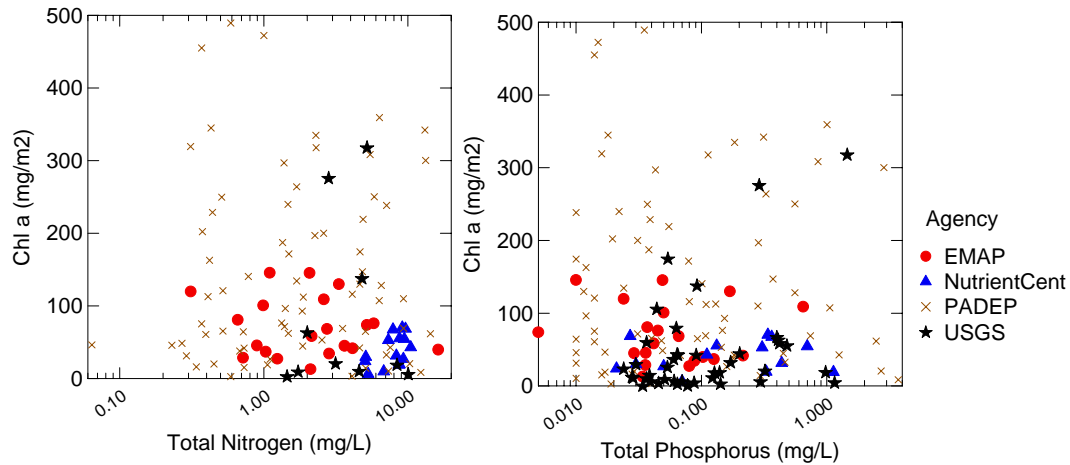 500
400
300
200
100
0
Chl a (mg/m2)
0.10
1.00
10.00
Total Nitrogen (mg/L)
500
400
300
200
100
0
Chl a (mg/m2)
0.010
0.100
1.000
Total Phosphorus (mg/L)
Agency
EMAP
NutrientCent
PADEP
USGS